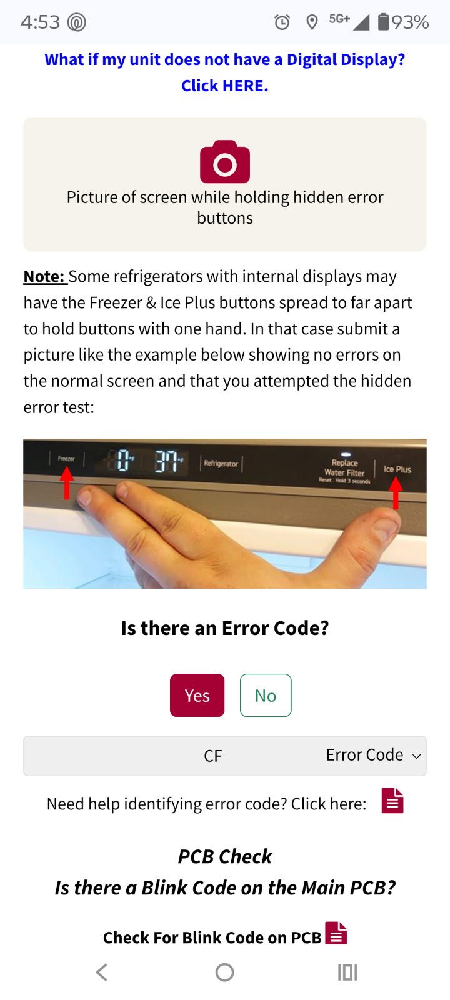 4:53
5G+
93%
What if my unit does not have a Digital Display?
Click HERE.
Picture of screen while holding hidden error
buttons
Note: Some refrigerators with internal displays may
have the Freezer & Ice Plus buttons spread to far apart
to hold buttons with one hand. In that case submit a
picture like the example below showing no errors on
the normal screen and that you attempted the hidden
error test:
Freezer
0°F
37°F
Refrigerator
Replace
Water Filter
Reset : Hold 3 seconds
Ice Plus
Is there an Error Code?
Yes
No
CF
Error Code
Need help identifying error code? Click here:
PCB Check
Is there a Blink Code on the Main PCB?
Check For Blink Code on PCB